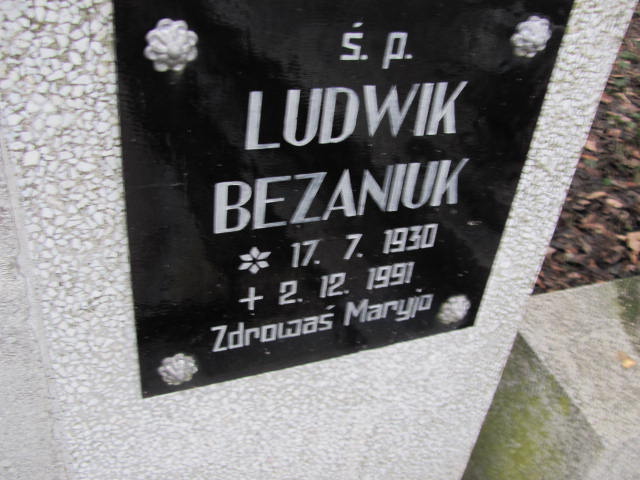 ś. p.
LUDWIK
BEZANIUK
* 17. 7. 1930
+ 2. 12. 1991
Zdrowaś Maryjo